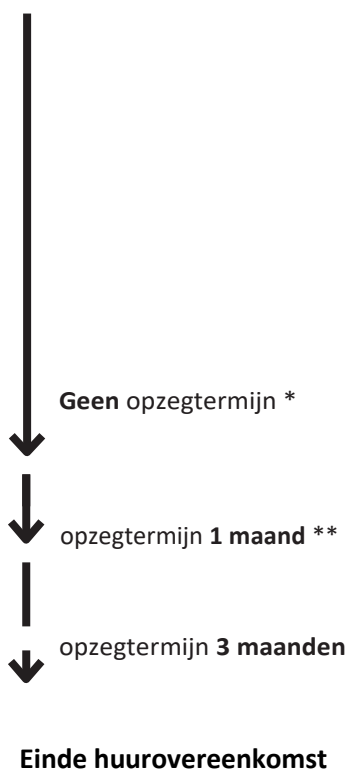 Geen opzegtermijn *
opzegtermijn 1 maand **
opzegtermijn 3 maanden
Einde huurovereenkomst